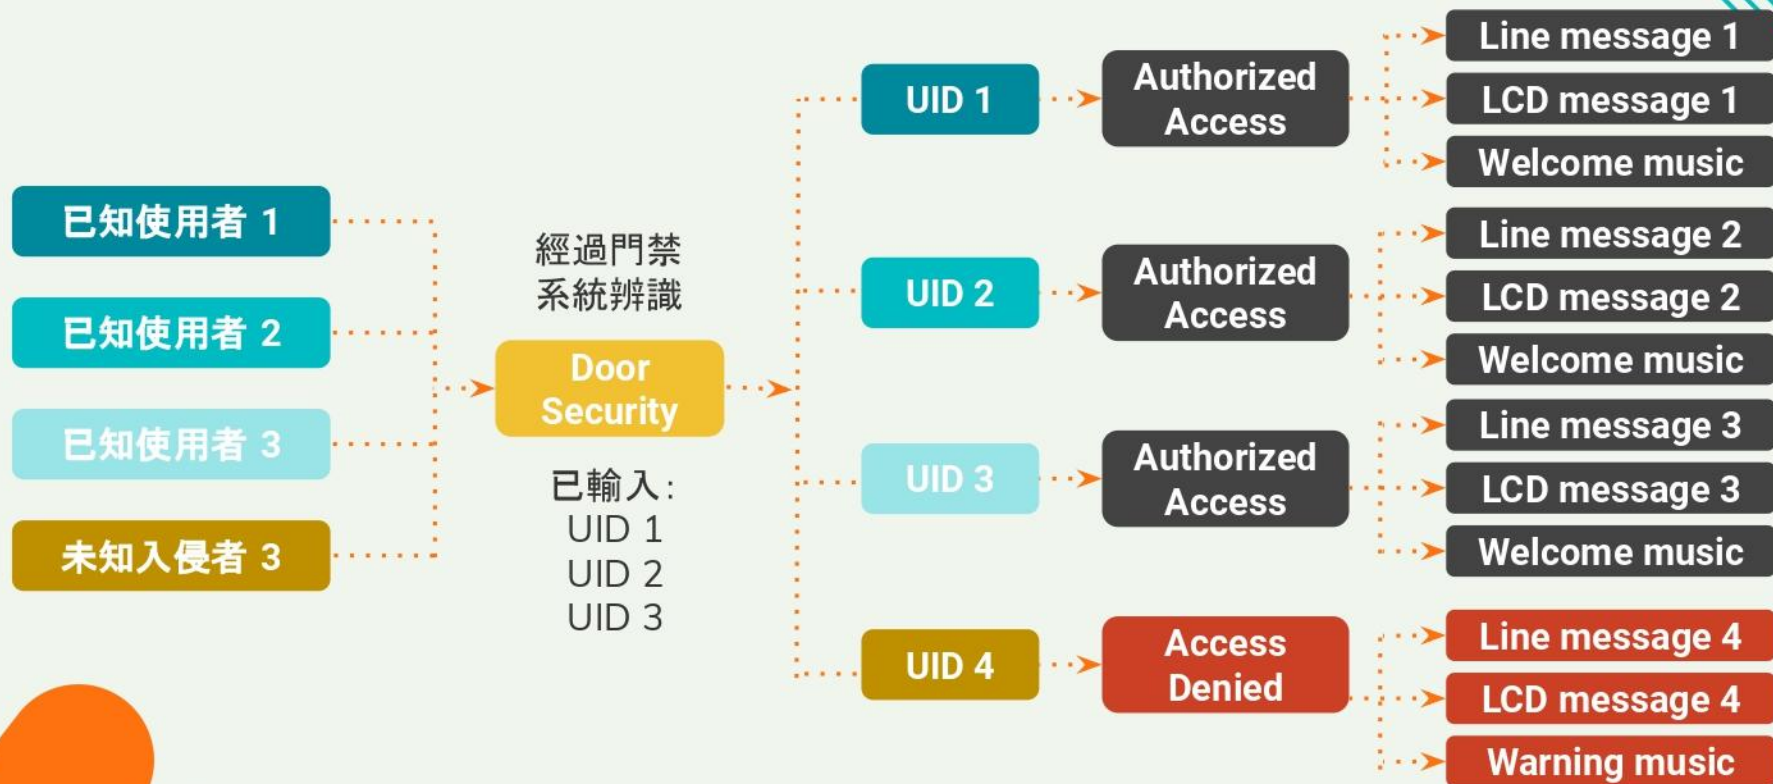 已知使用者 1
已知使用者 2
已知使用者 3
未知入侵者 3
經過門禁
系統辨識
Door
Security
已輸入:
UID 1
UID 2
UID 3
UID 1
Authorized
Access
Line message 1
LCD message 1
Welcome music
UID 2
Authorized
Access
Line message 2
LCD message 2
Welcome music
UID 3
Authorized
Access
Line message 3
LCD message 3
Welcome music
UID 4
Access
Denied
Line message 4
LCD message 4
Warning music